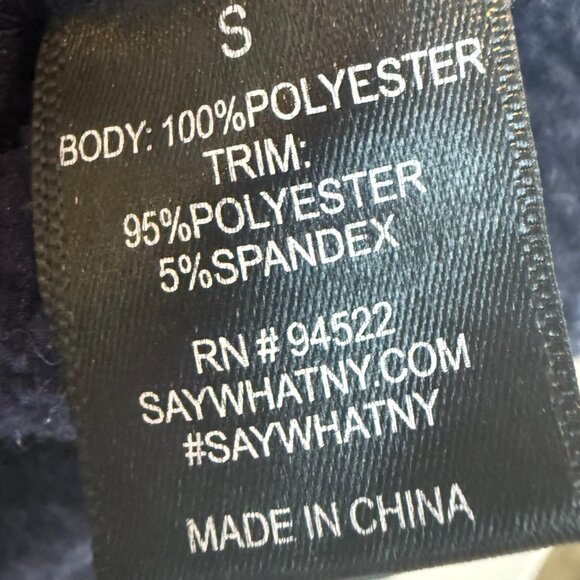 S
BODY: 100%POLYESTER
TRIM:
95%POLYESTER
5%SPANDEX
RN # 94522
SAYWHATNY.COM
#SAYWHATNY
MADE IN CHINA